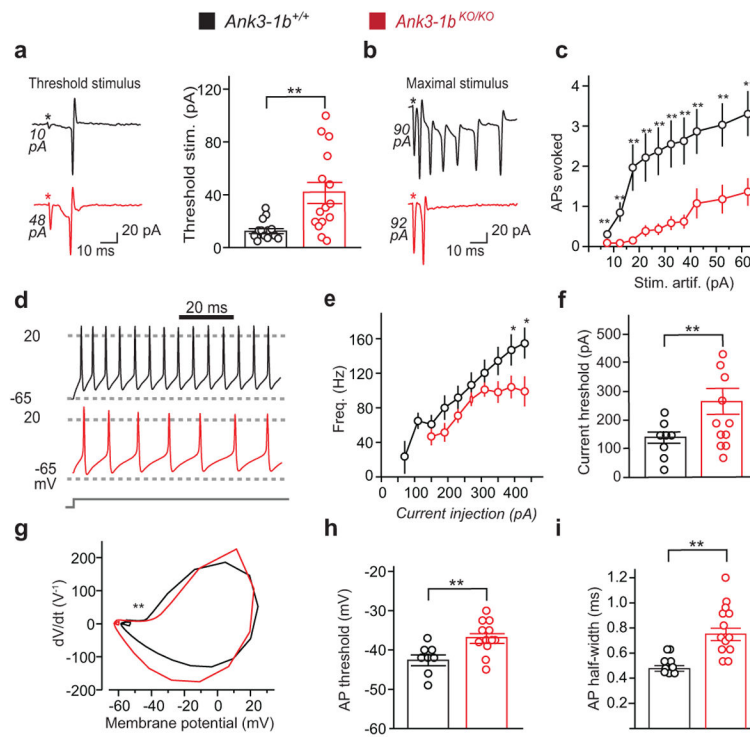 Ank3-1b+/+ Ank3-1bKO/KO
a b c
Threshold stimulus
*
10
pA
*
48
pA
20 pA
10 ms
Threshold stim. (pA)
120
80
40
0
**
Maximal stimulus
*
90
pA
*
92
pA
20 pA
10 ms
APs evoked
4
3
2
1
0
** ** ** ** ** ** ** ** ** **
0 10 20 30 40 50 60
Stim. artif. (pA)
d e f
20 ms
20
-65
20
-65
mV
Freq. (Hz)
160
120
80
40
0
* *
0 100 200 300 400
Current injection (pA)
Current threshold (pA)
500
400
300
200
100
0
**
g h i
dV/dt (V-1)
200
100
0
-100
-200
**
-60 -40 -20 0 20
Membrane potential (mV)
AP threshold (mV)
-20
-30
-40
-50
-60
**
AP half-width (ms)
1.2
1.0
0.8
0.6
0.4
0.2
**